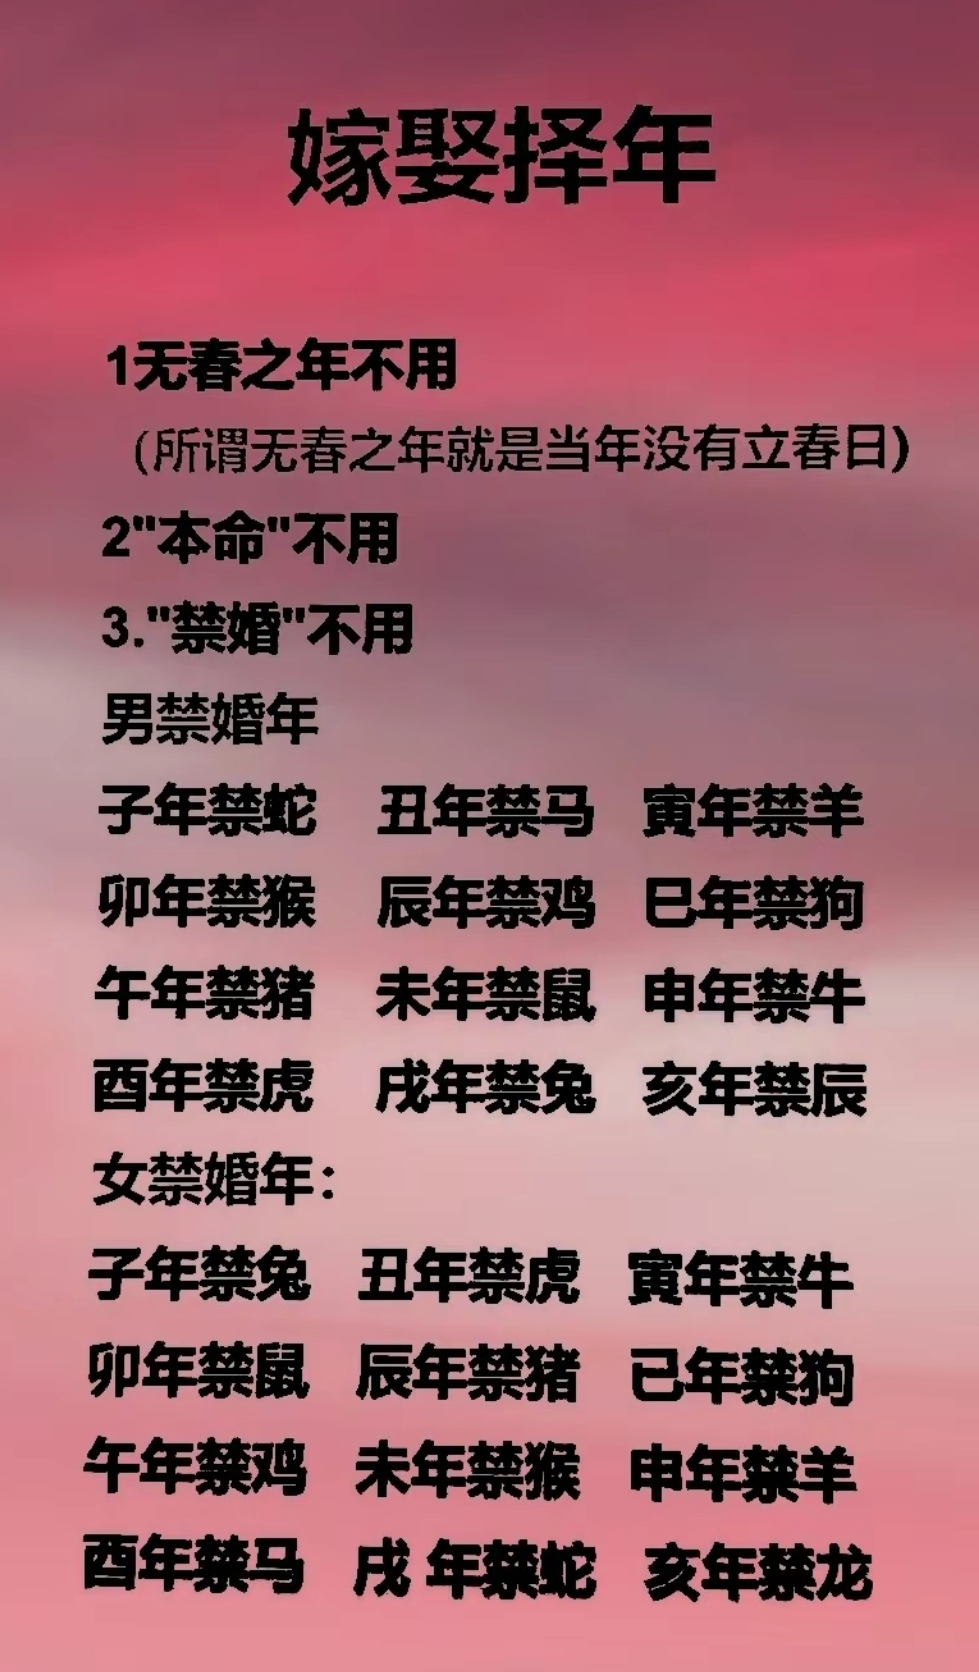 嫁娶择年
1无春之年不用
(所谓无春之年就是当年没有立春日)
2"本命"不用
3."禁婚"不用
男禁婚年
子年禁蛇 丑年禁马 寅年禁羊
卯年禁猴 辰年禁鸡 巳年禁狗
午年禁猪 未年禁鼠 申年禁牛
酉年禁虎 戌年禁兔 亥年禁辰
女禁婚年:
子年禁兔 丑年禁虎 寅年禁牛
卯年禁鼠 辰年禁猪 已年禁狗
午年禁鸡 未年禁猴 申年禁羊
酉年禁马 戌 年禁蛇 亥年禁龙